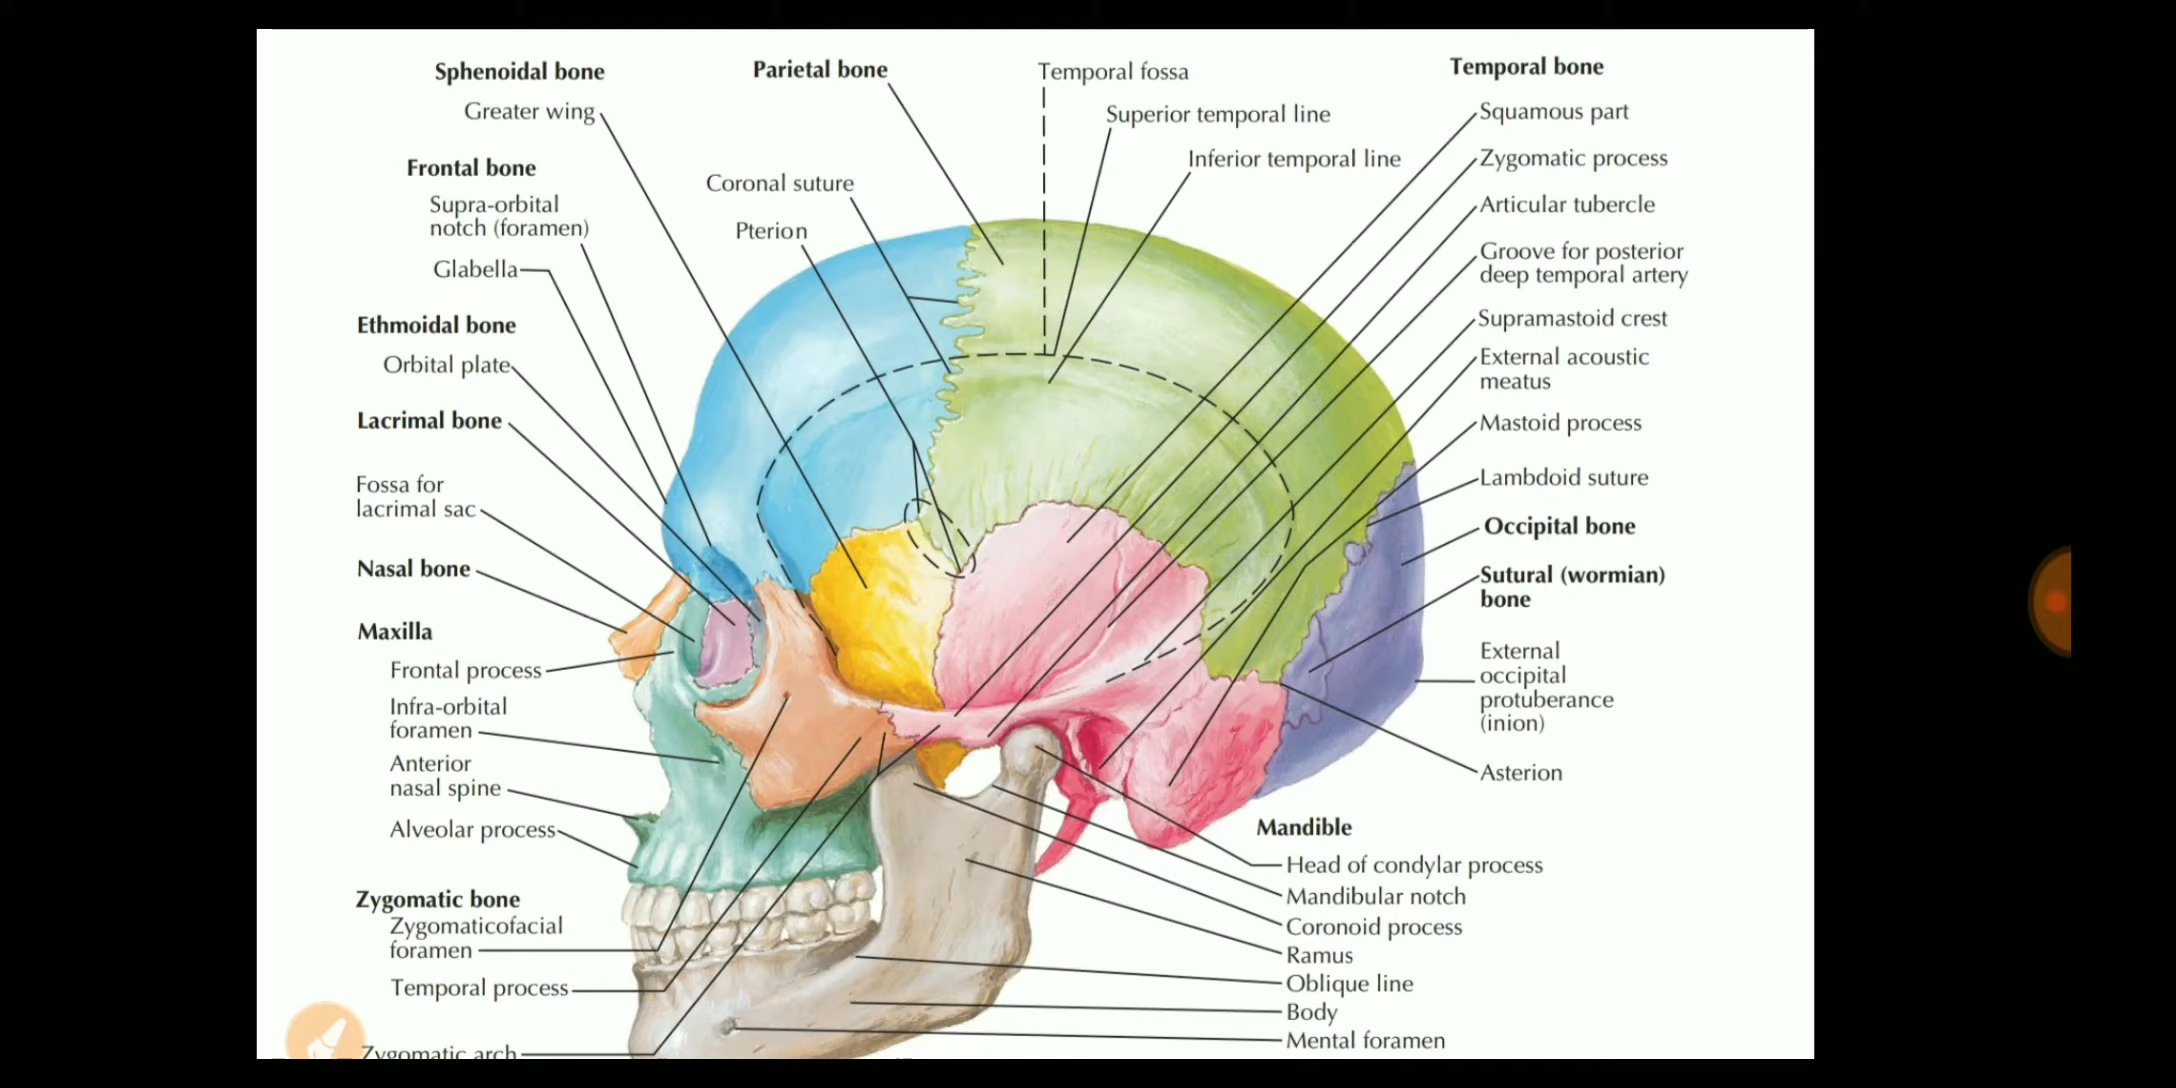 Sphenoidal bone
Greater wing
Frontal bone
Supra-orbital
notch (foramen)
Glabella
Ethmoidal bone
Orbital plate
Lacrimal bone
Fossa for
lacrimal sac
Nasal bone
Maxilla
Frontal process
Infra-orbital
foramen
Anterior
nasal spine
Alveolar process
Zygomatic bone
Zygomaticofacial
foramen
Temporal process
Zygomatic arch
Parietal bone
Coronal suture
Pterion
Temporal fossa
Superior temporal line
Inferior temporal line
Temporal bone
Squamous part
Zygomatic process
Articular tubercle
Groove for posterior
deep temporal artery
Supramastoid crest
External acoustic
meatus
Mastoid process
Lambdoid suture
Occipital bone
Sutural (wormian)
bone
External
occipital
protuberance
(inion)
Asterion
Mandible
Head of condylar process
Mandibular notch
Coronoid process
Ramus
Oblique line
Body
Mental foramen